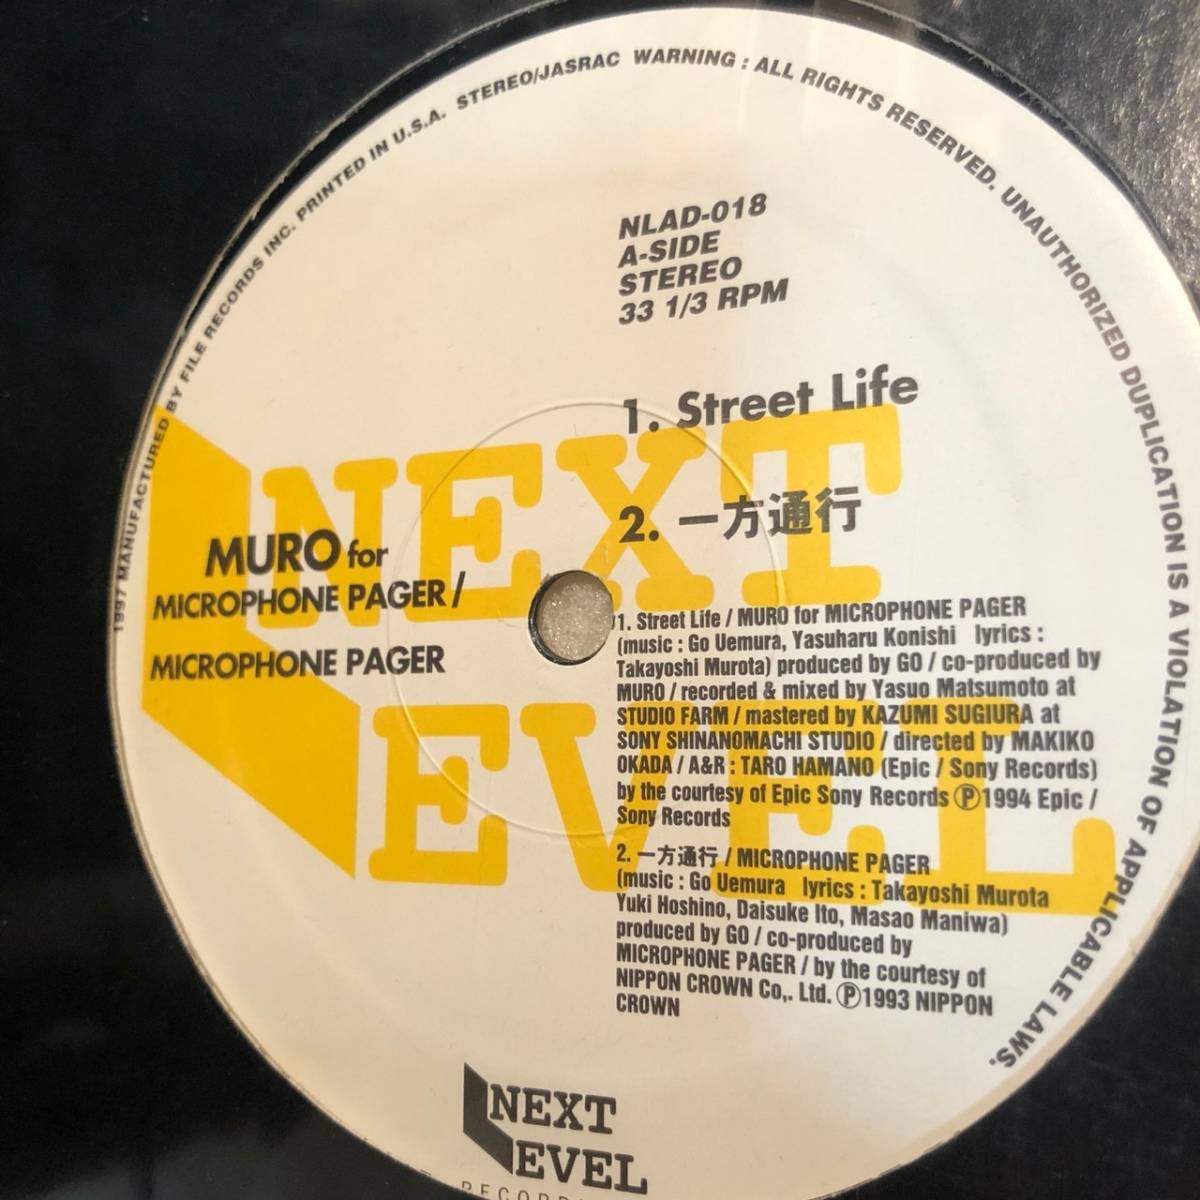 1997 MANUFACTURED BY FILE RECORDS INC. PRINTED IN U.S.A. STEREO/JASRAC WARNING : ALL RIGHTS RESERVED. UNAUTHORIZED DUPLICATION IS A VIOLATION OF APPLICABLE LAWS.
NLAD-018
A-SIDE
STEREO
33 1/3 RPM
1. Street Life
2. 一方通行
NEXT
LEVEL
MURO for
MICROPHONE PAGER /
MICROPHONE PAGER
1. Street Life / MURO for MICROPHONE PAGER
(music : Go Uemura, Yasuharu Konishi lyrics :
Takayoshi Murota) produced by GO / co-produced by
MURO / recorded & mixed by Yasuo Matsumoto at
STUDIO FARM / mastered by KAZUMI SUGIURA at
SONY SHINANOMACHI STUDIO / directed by MAKIKO
OKADA / A&R : TARO HAMANO (Epic / Sony Records)
by the courtesy of Epic Sony Records Ⓟ1994 Epic /
Sony Records
2. 一方通行 / MICROPHONE PAGER
(music : Go Uemura lyrics : Takayoshi Murota
Yuki Hoshino, Daisuke Ito, Masao Maniwa)
produced by GO / co-produced by
MICROPHONE PAGER / by the courtesy of
NIPPON CROWN Co,. Ltd. Ⓟ1993 NIPPON
CROWN
NEXT
LEVEL